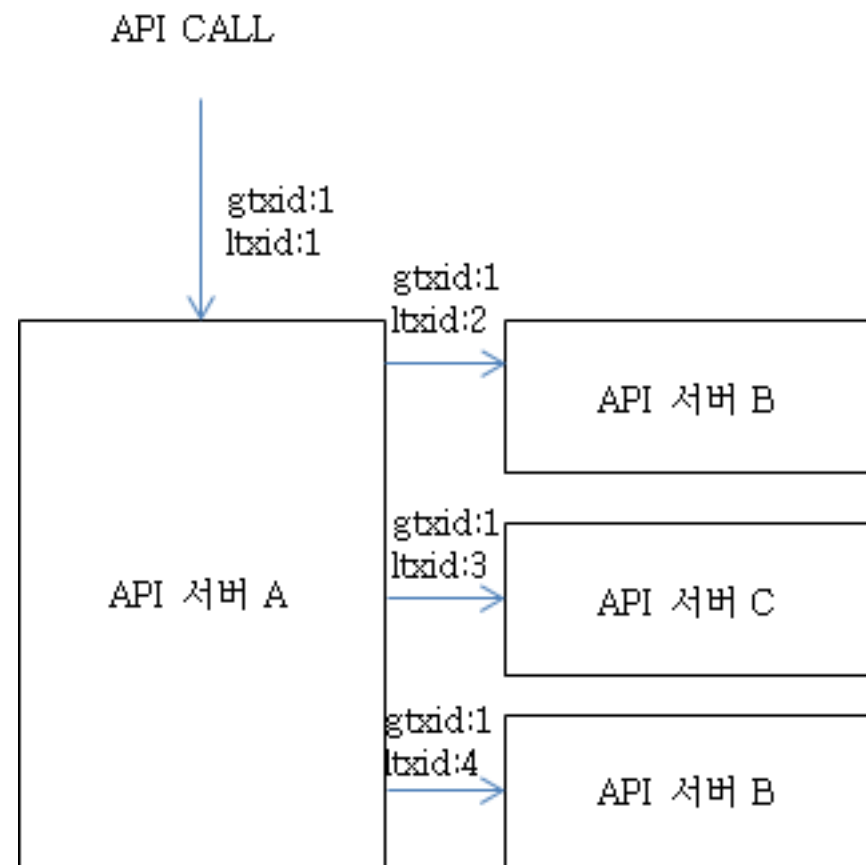 API CALL
gtxid:1
ltxid:1
gtxid:1
ltxid:2
API 서버 B
gtxid:1
ltxid:3
API 서버 A
API 서버 C
gtxid:1
ltxid:4
API 서버 B